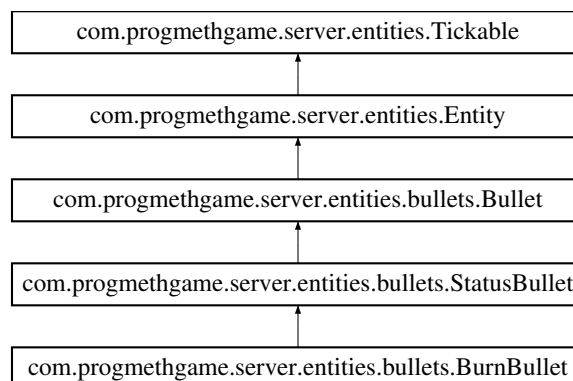 com.progmethgame.server.entities.Tickable
com.progmethgame.server.entities.Entity
com.progmethgame.server.entities.bullets.Bullet
com.progmethgame.server.entities.bullets.StatusBullet
com.progmethgame.server.entities.bullets.BurnBullet